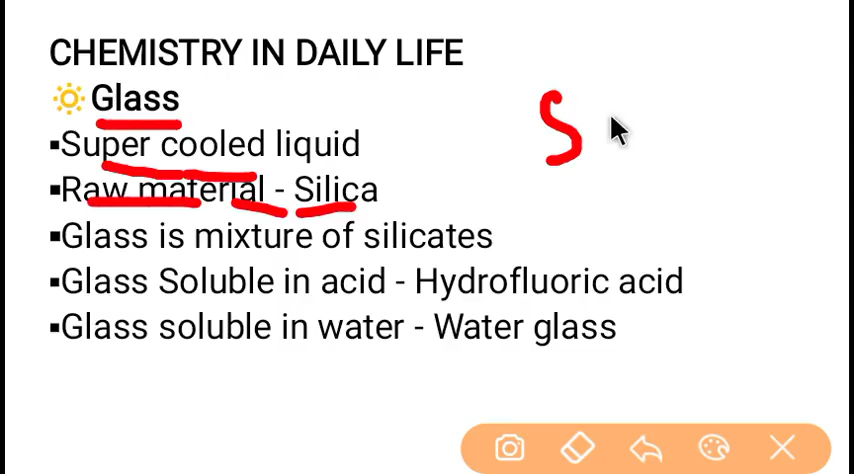 CHEMISTRY IN DAILY LIFE
🔅Glass
▪Super cooled liquid
▪Raw material - Silica
▪Glass is mixture of silicates
▪Glass Soluble in acid - Hydrofluoric acid
▪Glass soluble in water - Water glass
S